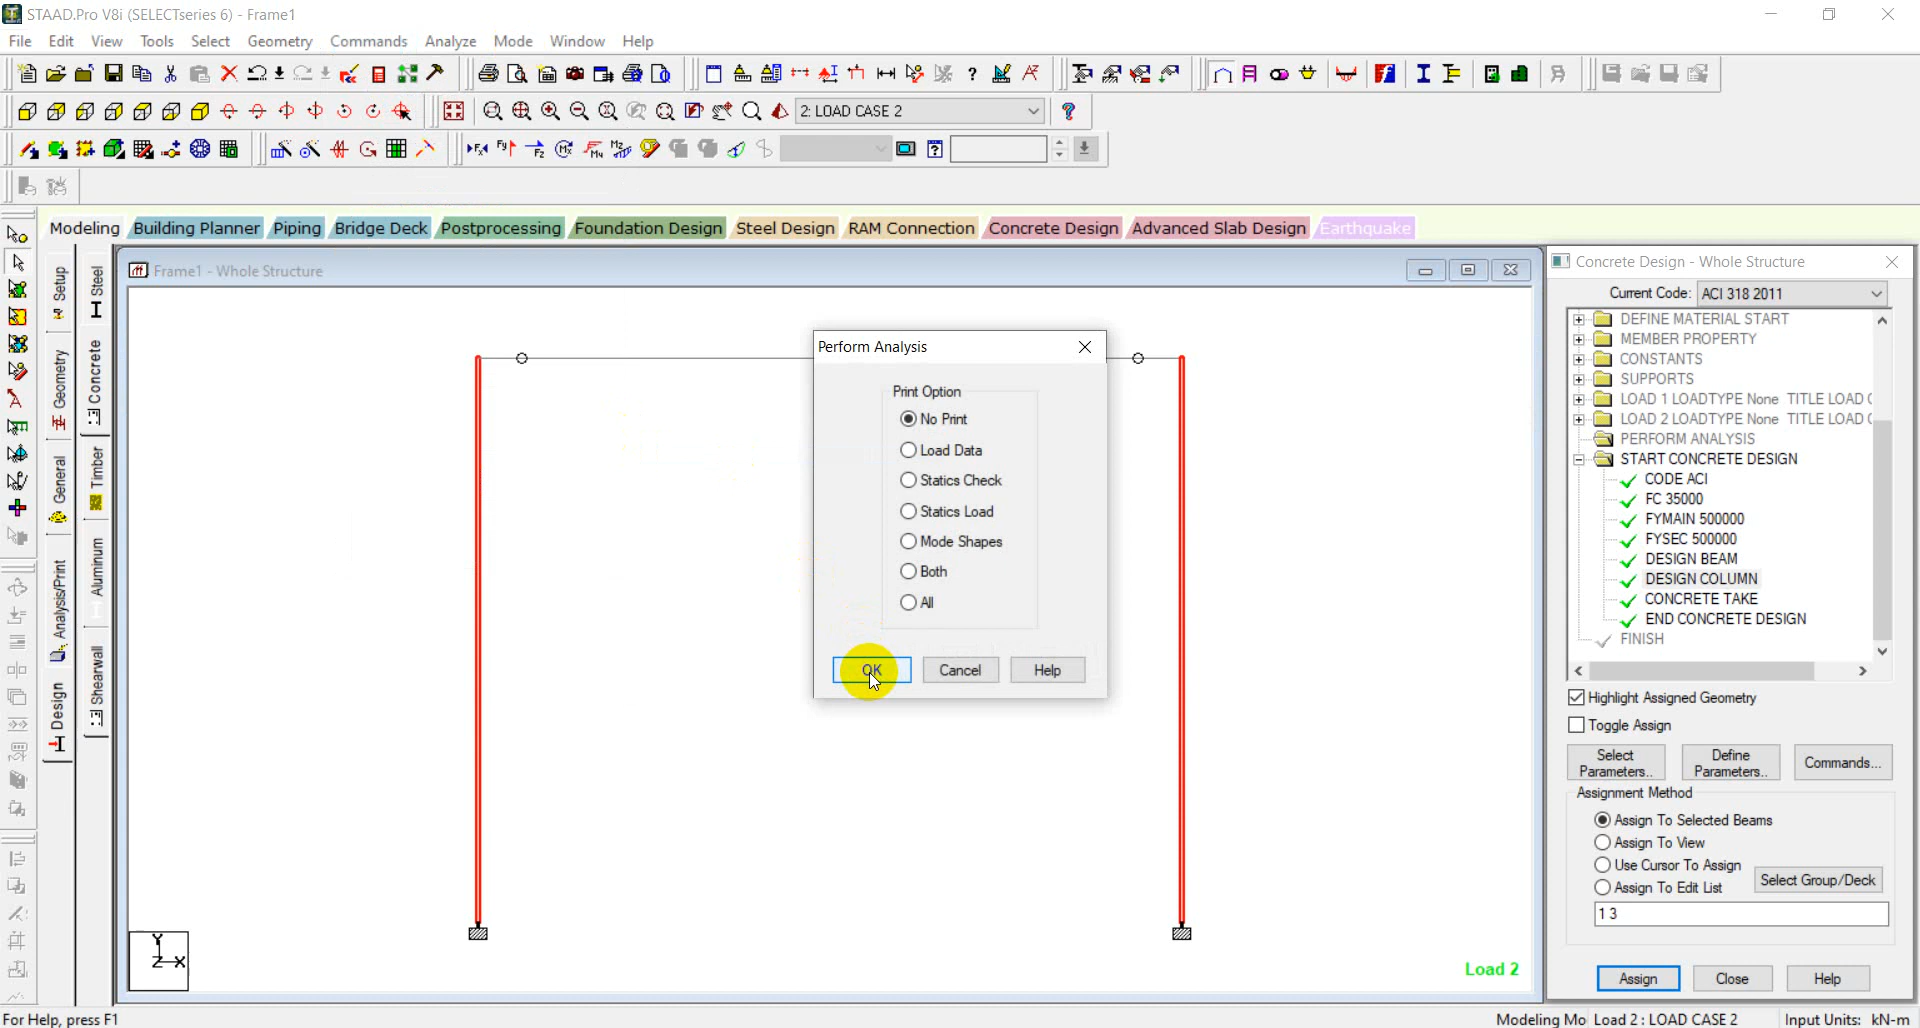 STAAD.Pro V8i (SELECTseries 6) - Frame1
File Edit View Tools Select Geometry Commands Analyze Mode Window Help
2: LOAD CASE 2
Modeling Building Planner Piping Bridge Deck Postprocessing Foundation Design Steel Design RAM Connection Concrete Design Advanced Slab Design Earthquake
Setup
Geometry
General
Analysis/Print
Design
Steel
Concrete
Timber
Aluminum
Shearwall
Frame1 - Whole Structure
Perform Analysis
Print Option
No Print
Load Data
Statics Check
Statics Load
Mode Shapes
Both
All
OK Cancel Help
Y
Z X
Load 2
Concrete Design - Whole Structure
Current Code: ACI 318 2011
DEFINE MATERIAL START
MEMBER PROPERTY
CONSTANTS
SUPPORTS
LOAD 1 LOADTYPE None TITLE LOAD C
LOAD 2 LOADTYPE None TITLE LOAD C
PERFORM ANALYSIS
START CONCRETE DESIGN
CODE ACI
FC 35000
FYMAIN 500000
FYSEC 500000
DESIGN BEAM
DESIGN COLUMN
CONCRETE TAKE
END CONCRETE DESIGN
FINISH
Highlight Assigned Geometry
Toggle Assign
Select Parameters..
Define Parameters..
Commands...
Assignment Method
Assign To Selected Beams
Assign To View
Use Cursor To Assign
Assign To Edit List
Select Group/Deck
1 3
Assign Close Help
For Help, press F1
Modeling Mo Load 2 : LOAD CASE 2 Input Units: kN-m